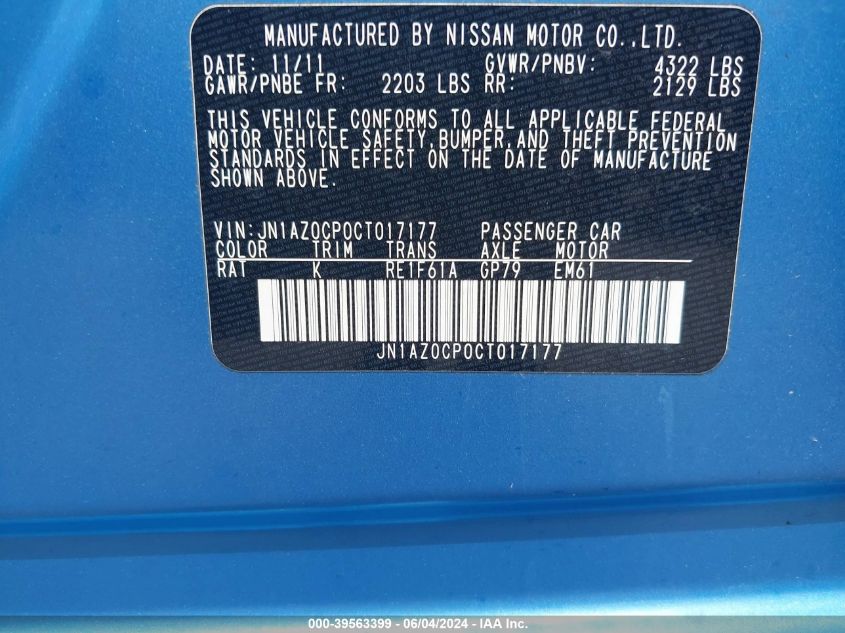 MANUFACTURED BY NISSAN MOTOR CO.,LTD.
DATE: 11/11 GVWR/PNBV: 4322 LBS
GAWR/PNBE FR: 2203 LBS RR: 2129 LBS
THIS VEHICLE CONFORMS TO ALL APPLICABLE FEDERAL
MOTOR VEHICLE SAFETY,BUMPER,AND THEFT PREVENTION
STANDARDS IN EFFECT ON THE DATE OF MANUFACTURE
SHOWN ABOVE.
VIN:JN1AZ0CP0CT017177 PASSENGER CAR
COLOR TRIM TRANS AXLE MOTOR
RAT K RE1F61A GP79 EM61
JN1AZ0CP0CT017177
000-39563399 - 06/04/2024 - © IAA Inc.